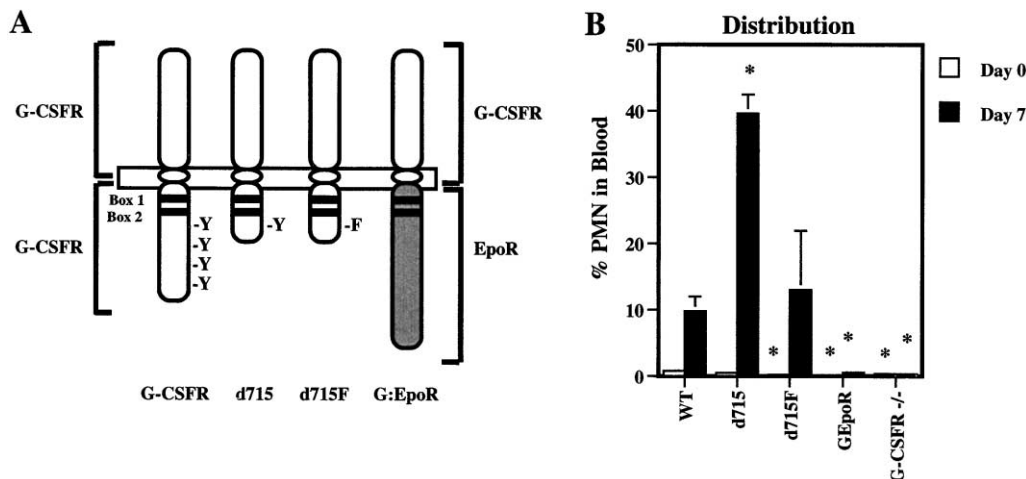 A
G-CSFR
G-CSFR
Box 1
Box 2
G-CSFR
EpoR
-Y
-Y
-Y
-Y
-Y
-F
G-CSFR d715 d715F G:EpoR
B
Distribution
% PMN in Blood
50
40
30
20
10
0
*
*
* *
* *
WT
d715
d715F
GEpoR
G-CSFR -/-
Day 0
Day 7